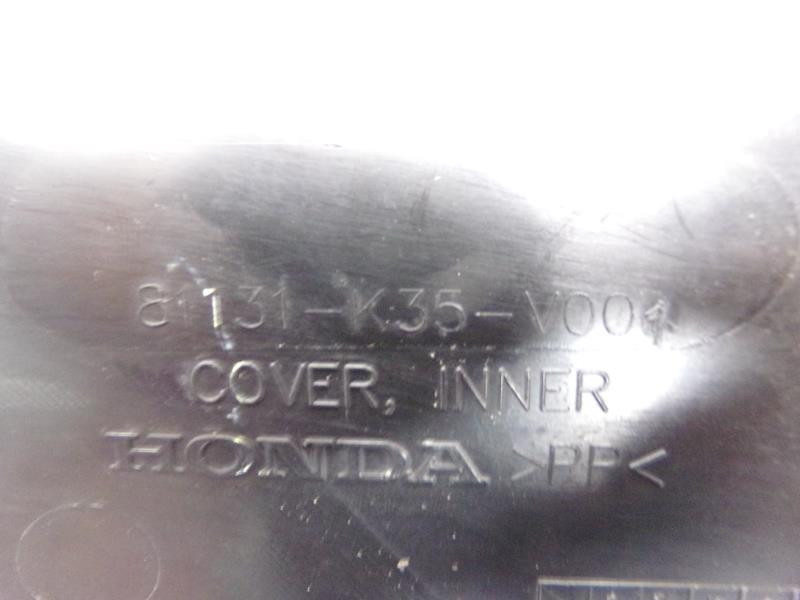 81131-K35-V001
COVER, INNER
HONDA >PP<